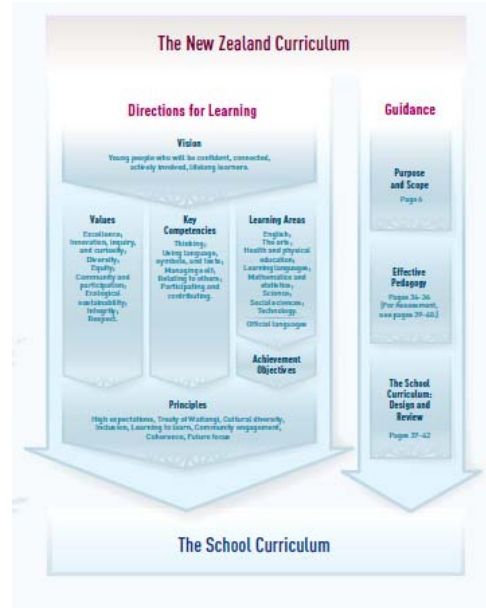 The New Zealand Curriculum
Directions for Learning
Vision
Young people who will be confident, connected,
actively involved, lifelong learners.
Values
Excellence;
Innovation, inquiry,
and curiosity;
Diversity;
Equity;
Community and
participation;
Ecological
sustainability;
Integrity;
Respect.
Key
Competencies
Thinking;
Using language,
symbols, and texts;
Managing self;
Relating to others;
Participating and
contributing.
Learning Areas
English;
The arts;
Health and physical
education;
Learning languages;
Mathematics and
statistics;
Science;
Social sciences;
Technology.
Official languages
Achievement
Objectives
Principles
High expectations, Treaty of Waitangi, Cultural diversity,
Inclusion, Learning to learn, Community engagement,
Coherence, Future focus
Guidance
Purpose
and Scope
Page 6
Effective
Pedagogy
Pages 34-36
(For Assessment,
see pages 39-40.)
The School
Curriculum:
Design and
Review
Pages 37-42
The School Curriculum